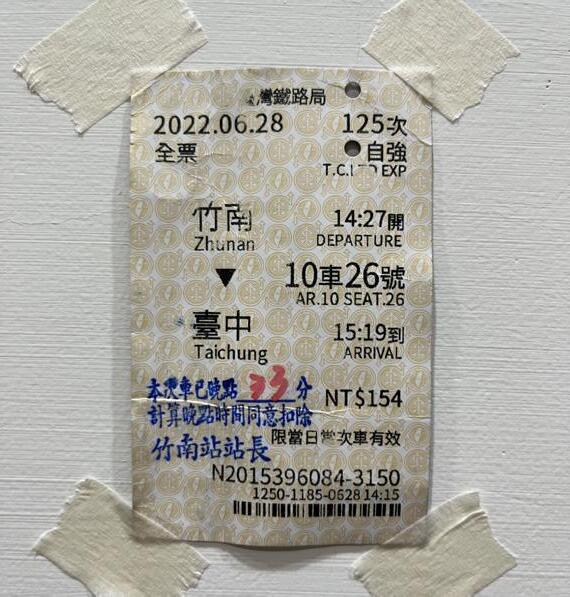 灣鐵路局
2022.06.28 125次
全票 自強
T.C.L EXP
竹南 14:27開
Zhunan DEPARTURE
▼ 10車26號
CAR.10 SEAT.26
臺中 15:19到
Taichung ARRIVAL
本次車已晚點 33 分
NT$154
計算晚點時間同意扣除
限當日當次車有效
竹南站站長
N2015396084-3150
1250-1185-0628 14:15